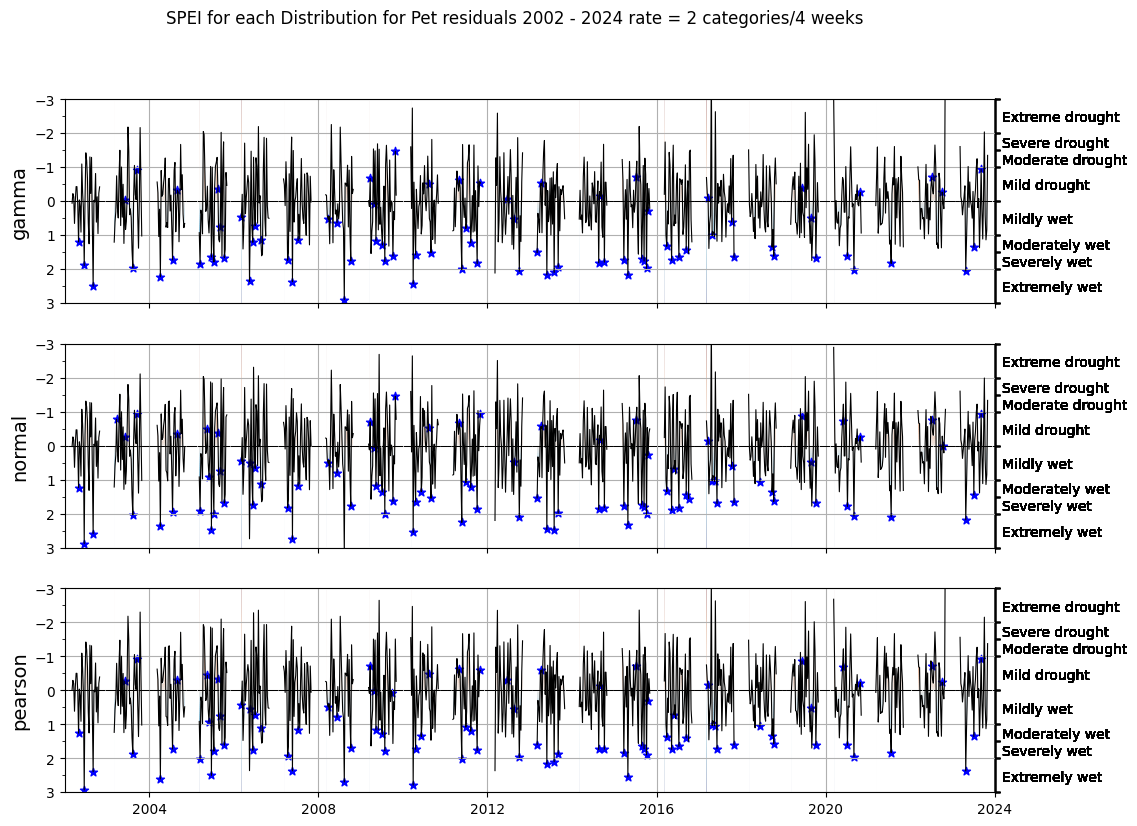 SPEI for each Distribution for Pet residuals 2002 - 2024 rate = 2 categories/4 weeks
gamma
−3
−2
−1
0
1
2
3
Extreme drought
Severe drought
Moderate drought
Mild drought
Mildly wet
Moderately wet
Severely wet
Extremely wet
normal
−3
−2
−1
0
1
2
3
Extreme drought
Severe drought
Moderate drought
Mild drought
Mildly wet
Moderately wet
Severely wet
Extremely wet
pearson
−3
−2
−1
0
1
2
3
Extreme drought
Severe drought
Moderate drought
Mild drought
Mildly wet
Moderately wet
Severely wet
Extremely wet
2004 2008 2012 2016 2020 2024